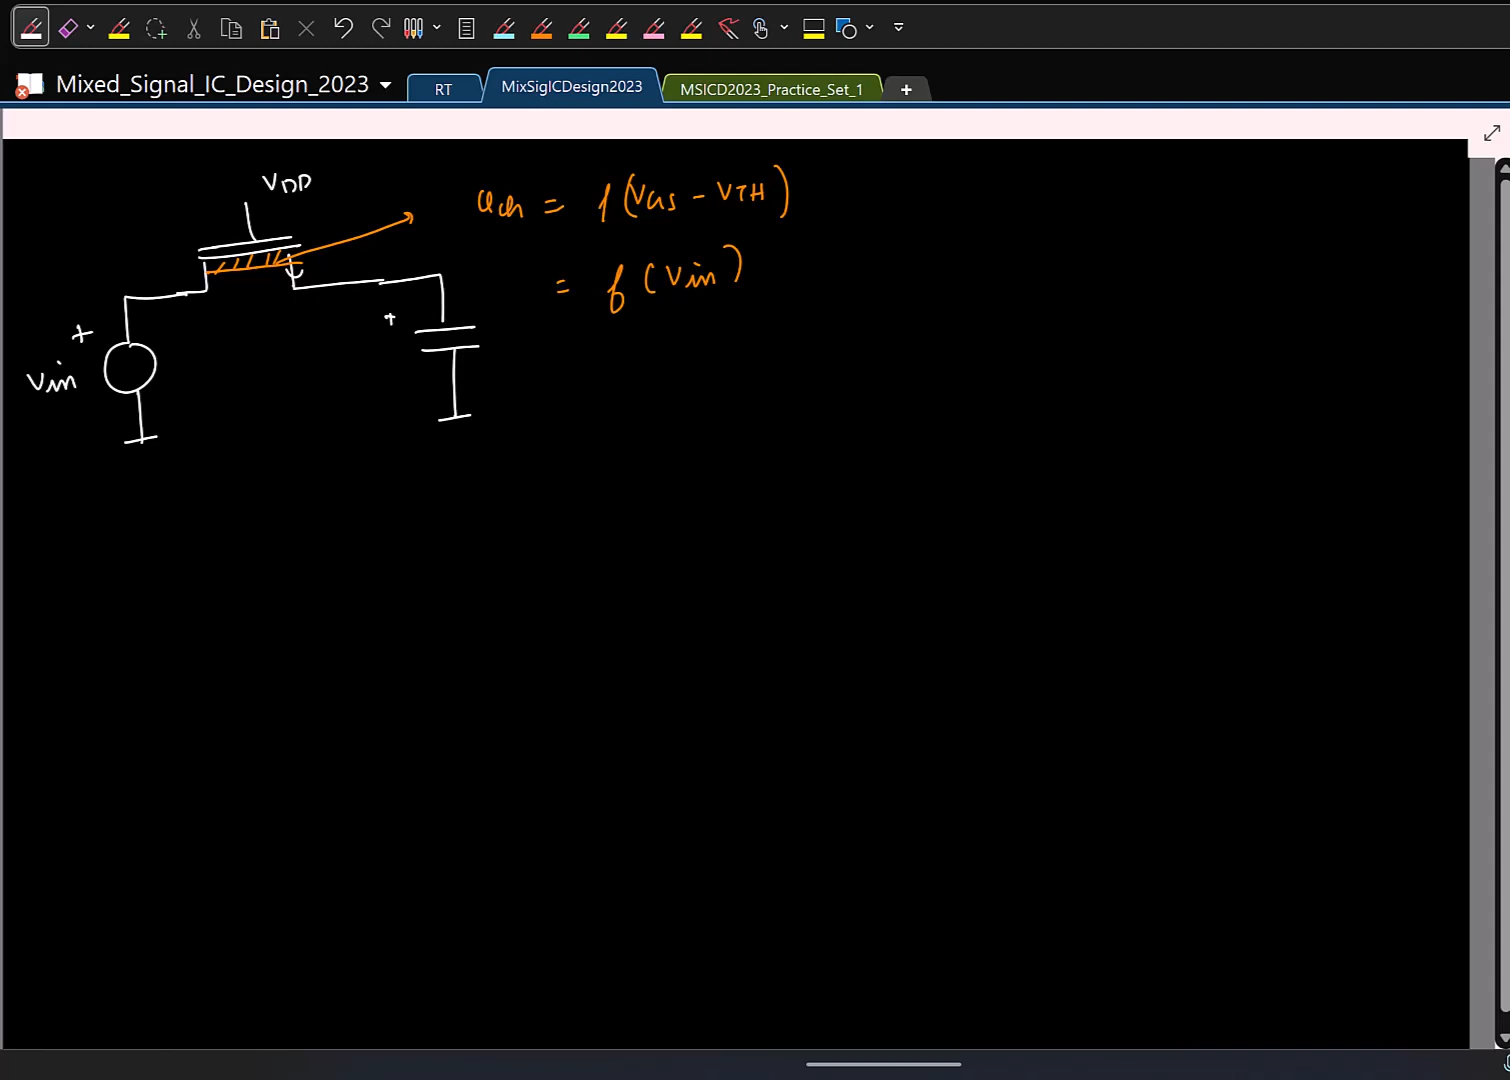 Mixed_Signal_IC_Design_2023
RT
MixSigICDesign2023
MSICD2023_Practice_Set_1
+
VDD
Qch = f(VGS - VTH)
= f(Vin)
+
+
Vin